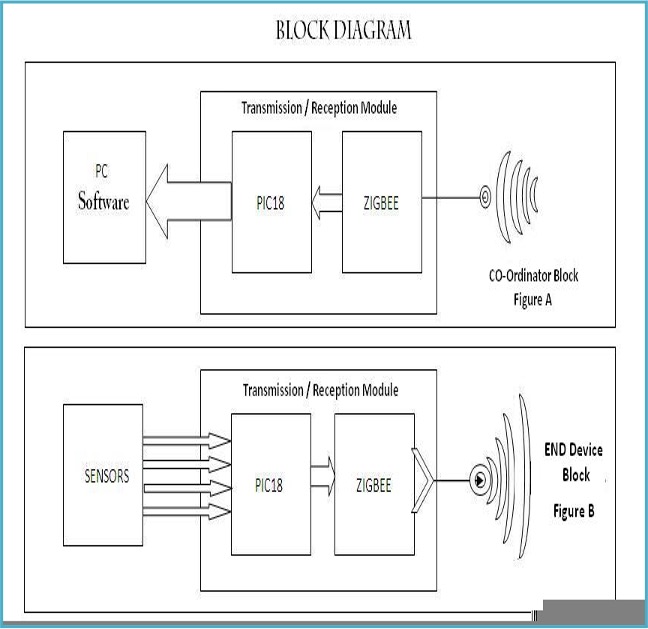 BLOCK DIAGRAM
Transmission / Reception Module
PC
Software
PIC18
ZIGBEE
CO-Ordinator Block
Figure A
Transmission / Reception Module
SENSORS
PIC18
ZIGBEE
END Device
Block
Figure B